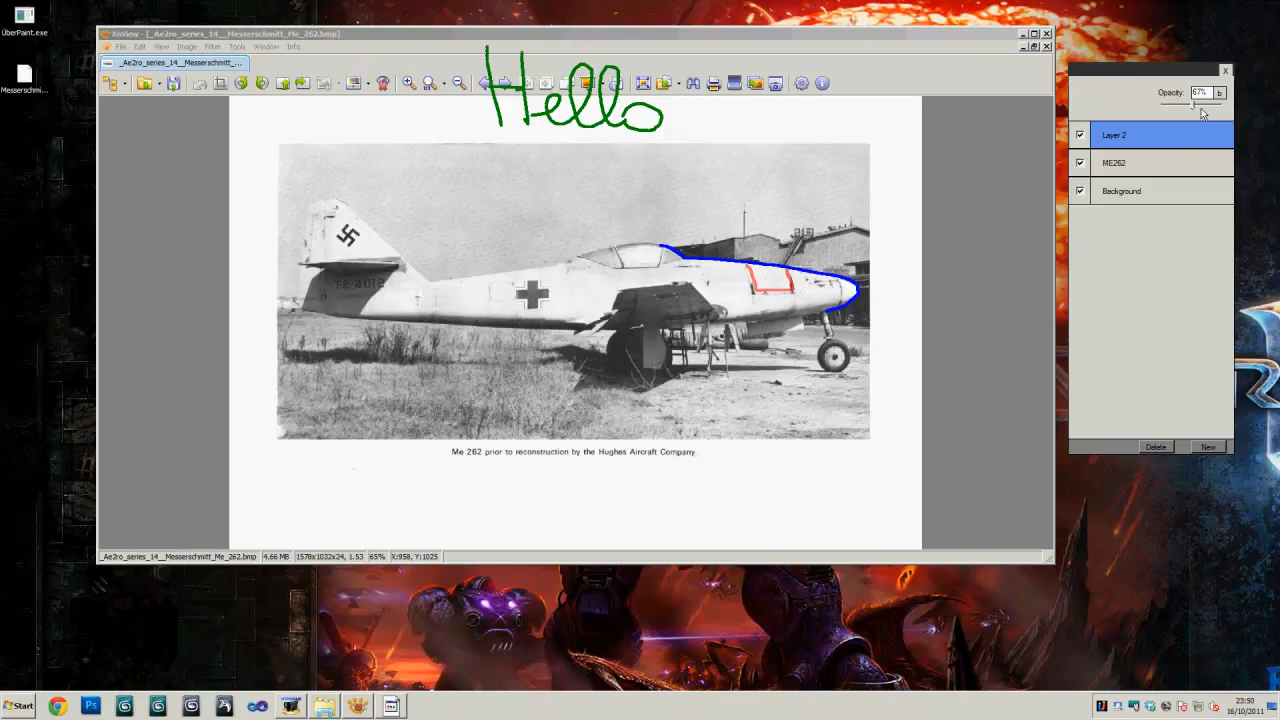 ÜberPaint.exe
Messerschmi...
XnView - [_Ae2ro_series_14__Messerschmitt_Me_262.bmp]
File Edit View Image Filter Tools Window Info
_Ae2ro_series_14__Messerschmitt_...
Hello
Opacity: 67% b
Layer 2
ME262
Background
Delete New
Me 262 prior to reconstruction by the Hughes Aircraft Company
_Ae2ro_series_14__Messerschmitt_Me_262.bmp 4.66 MB 1578x1032x24, 1.53 65% X:958, Y:1025
Start
Ps
23:50
16/10/2011